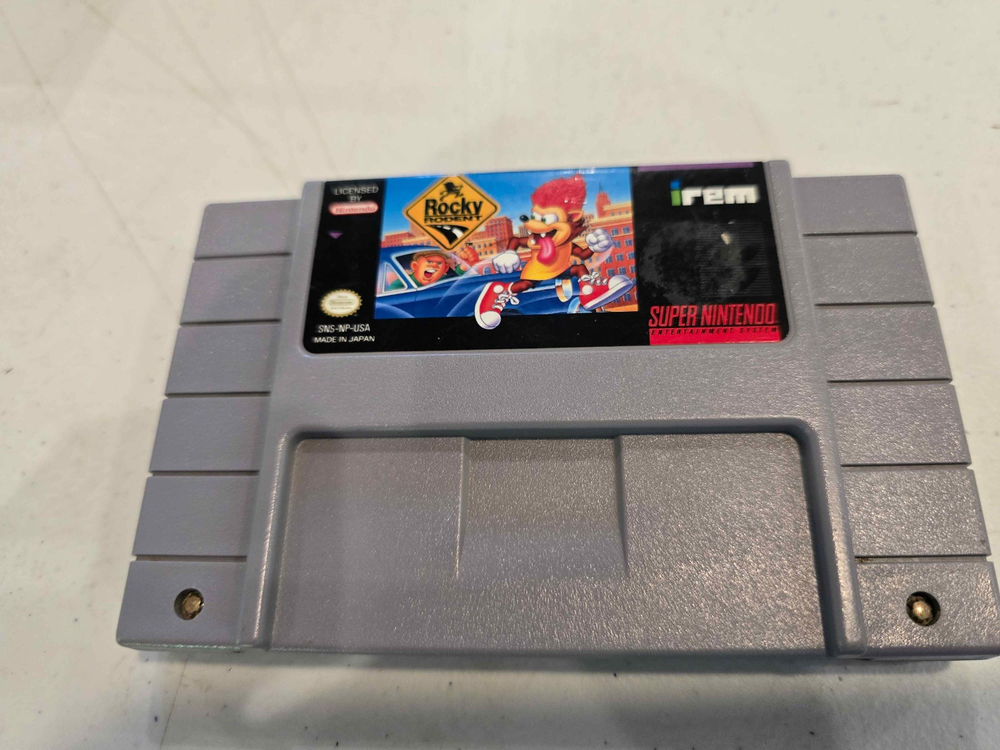 LICENSED
BY
Nintendo
Rocky
RODENT
irem
SNS-NP-USA
MADE IN JAPAN
SUPER NINTENDO
ENTERTAINMENT SYSTEM